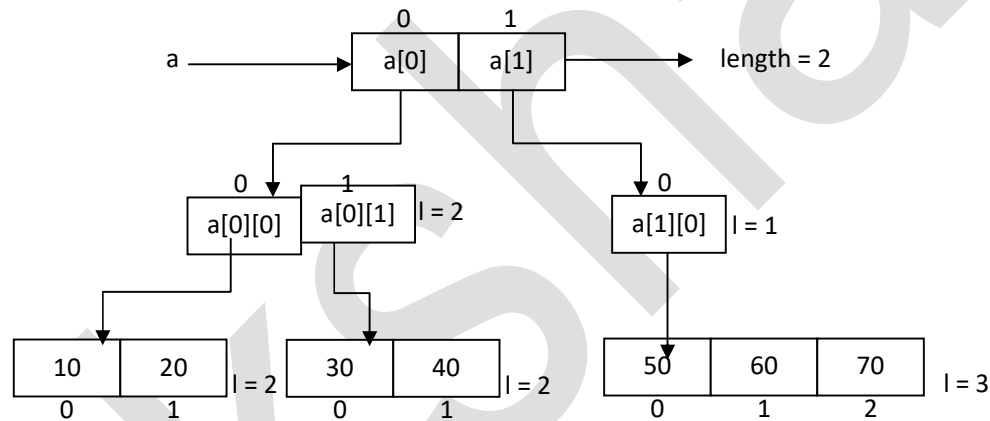 0 1
a a[0] a[1] length = 2
0 1 0
a[0][0] a[0][1] l = 2 a[1][0] l = 1
10 20 l = 2 30 40 l = 2 50 60 70 l = 3
0 1 0 1 0 1 2